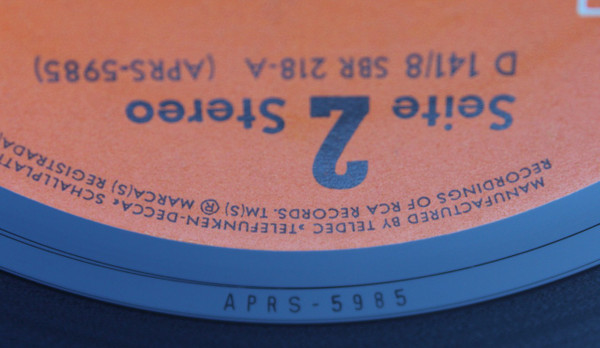 MANUFACTURED BY TELDEC »TELEFUNKEN-DECCA« SCHALLPLATT
RECORDINGS OF RCA RECORDS. TM(S) ® MARCA(S) REGISTRADA(
Seite 2 Stereo
D 141/8 SBR 218-A (APRS-5985)
APRS-5985